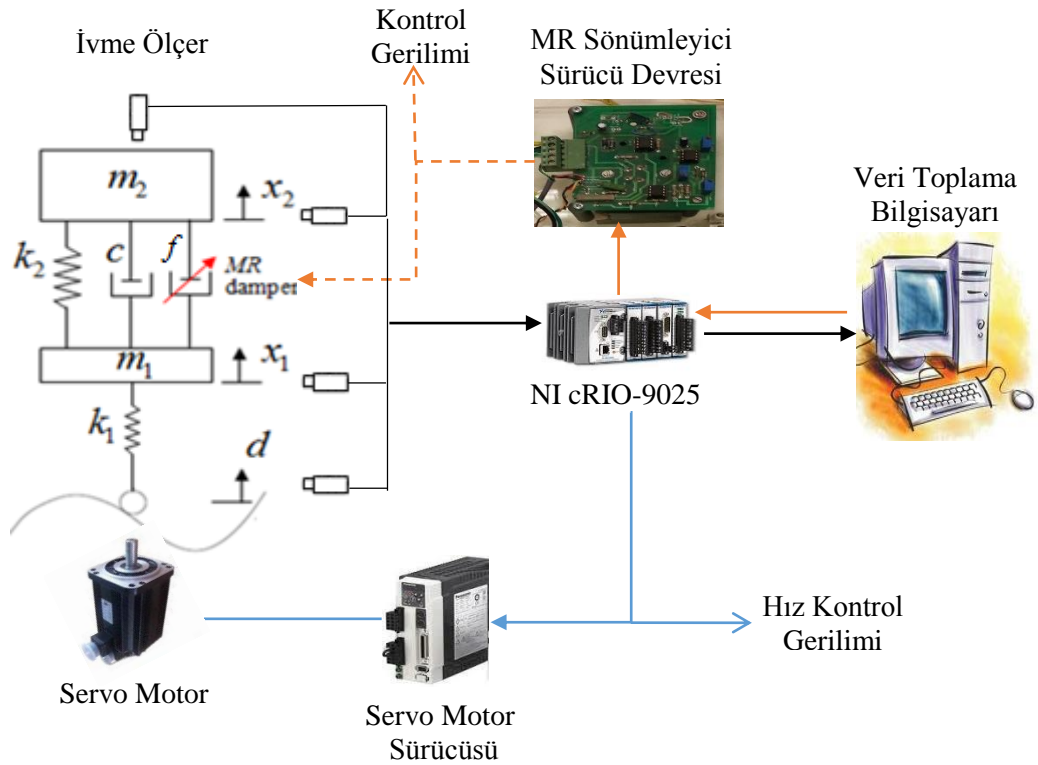 İvme Ölçer
Kontrol
Gerilimi
MR Sönümleyici
Sürücü Devresi
Veri Toplama
Bilgisayarı
m₂
x₂
k₂
c
f
MR
damper
m₁
x₁
NI cRIO-9025
k₁
d
Hız Kontrol
Gerilimi
Servo Motor
Servo Motor
Sürücüsü